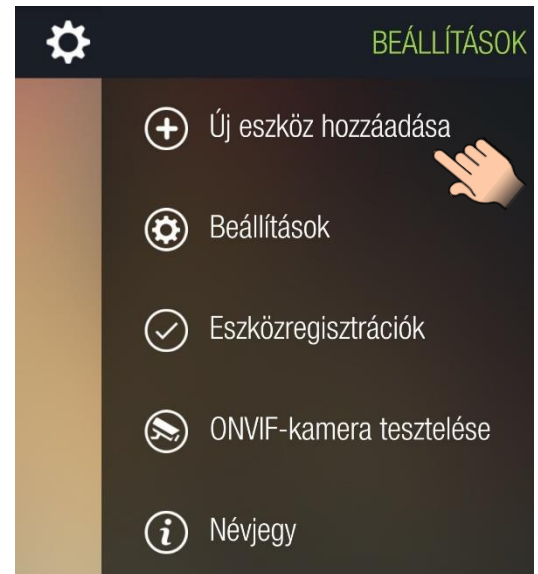 BEÁLLÍTÁSOK
Új eszköz hozzáadása
Beállítások
Eszközregisztrációk
ONVIF-kamera tesztelése
Névjegy